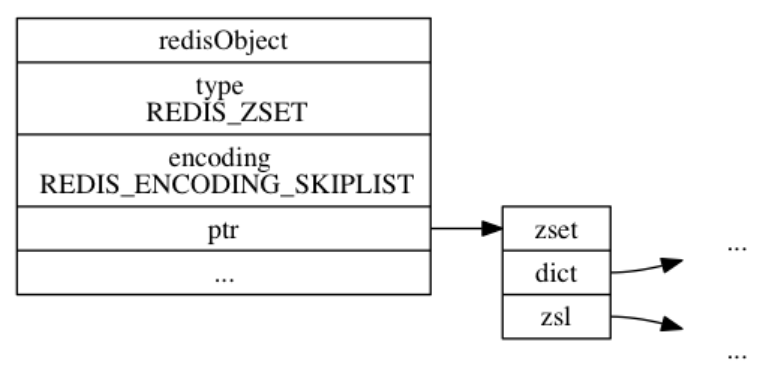 redisObject
type
REDIS_ZSET
encoding
REDIS_ENCODING_SKIPLIST
ptr
...
zset
dict
zsl
...
...